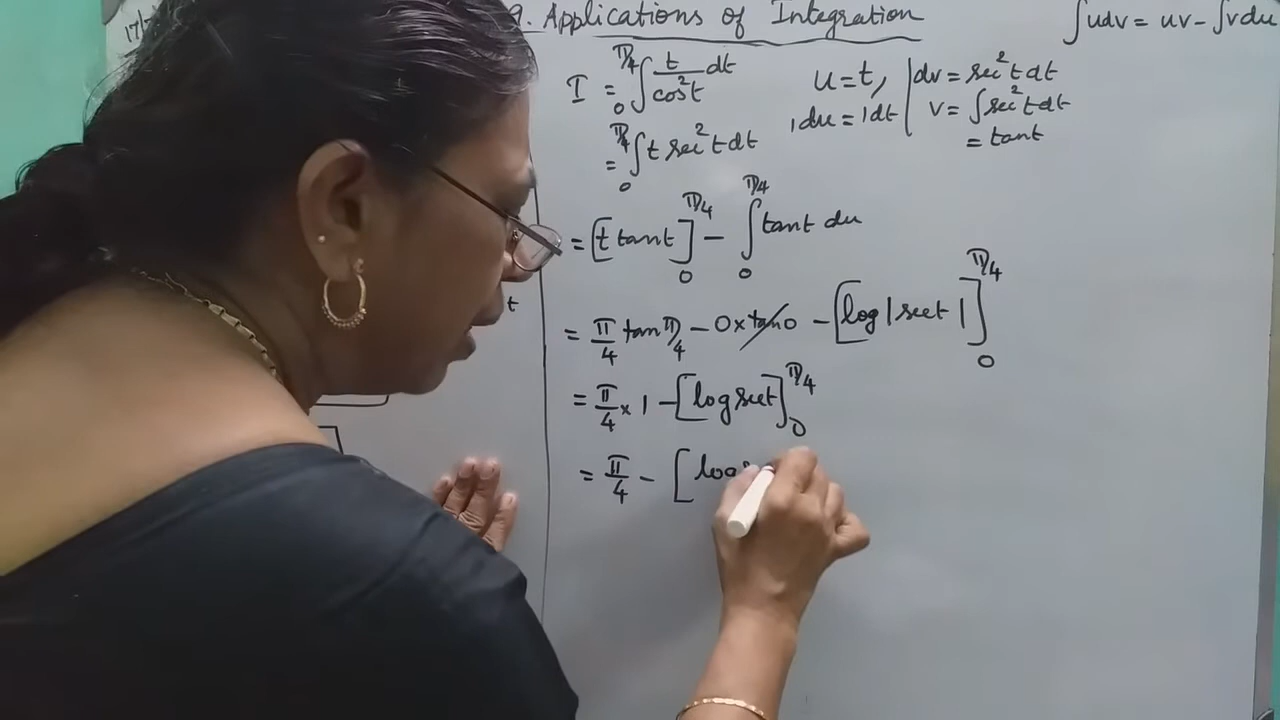 9. Applications of Integration
∫udv = uv - ∫vdu
I = ₀∫^π/4 t/cos²t dt
u = t, | dv = sec²t dt
du = 1dt | v = ∫sec²t dt
= tant
= ₀∫^π/4 t sec²t dt
= [t tant]₀^π/4 - ₀∫^π/4 tant du
t
= π/4 tan π/4 - 0 x tan0 - [log|sect|]₀^π/4
= π/4 x 1 - [log sect]₀^π/4
= π/4 - [log